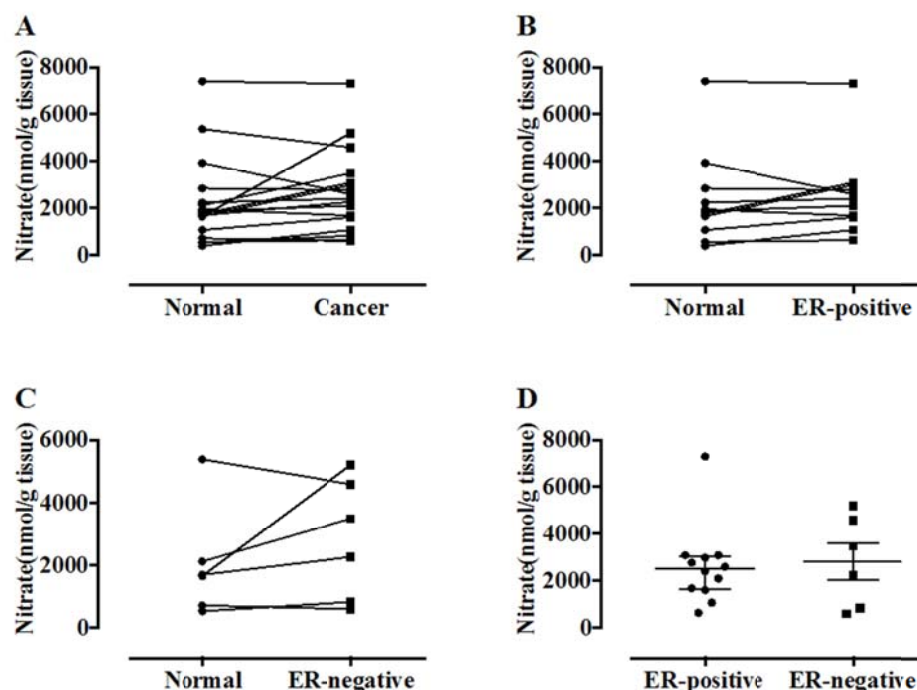 A
Nitrate(nmol/g tissue)
8000
6000
4000
2000
0
Normal Cancer
B
Nitrate(nmol/g tissue)
8000
6000
4000
2000
0
Normal ER-positive
C
Nitrate(nmol/g tissue)
6000
4000
2000
0
Normal ER-negative
D
Nitrate(nmol/g tissue)
8000
6000
4000
2000
0
ER-positive ER-negative